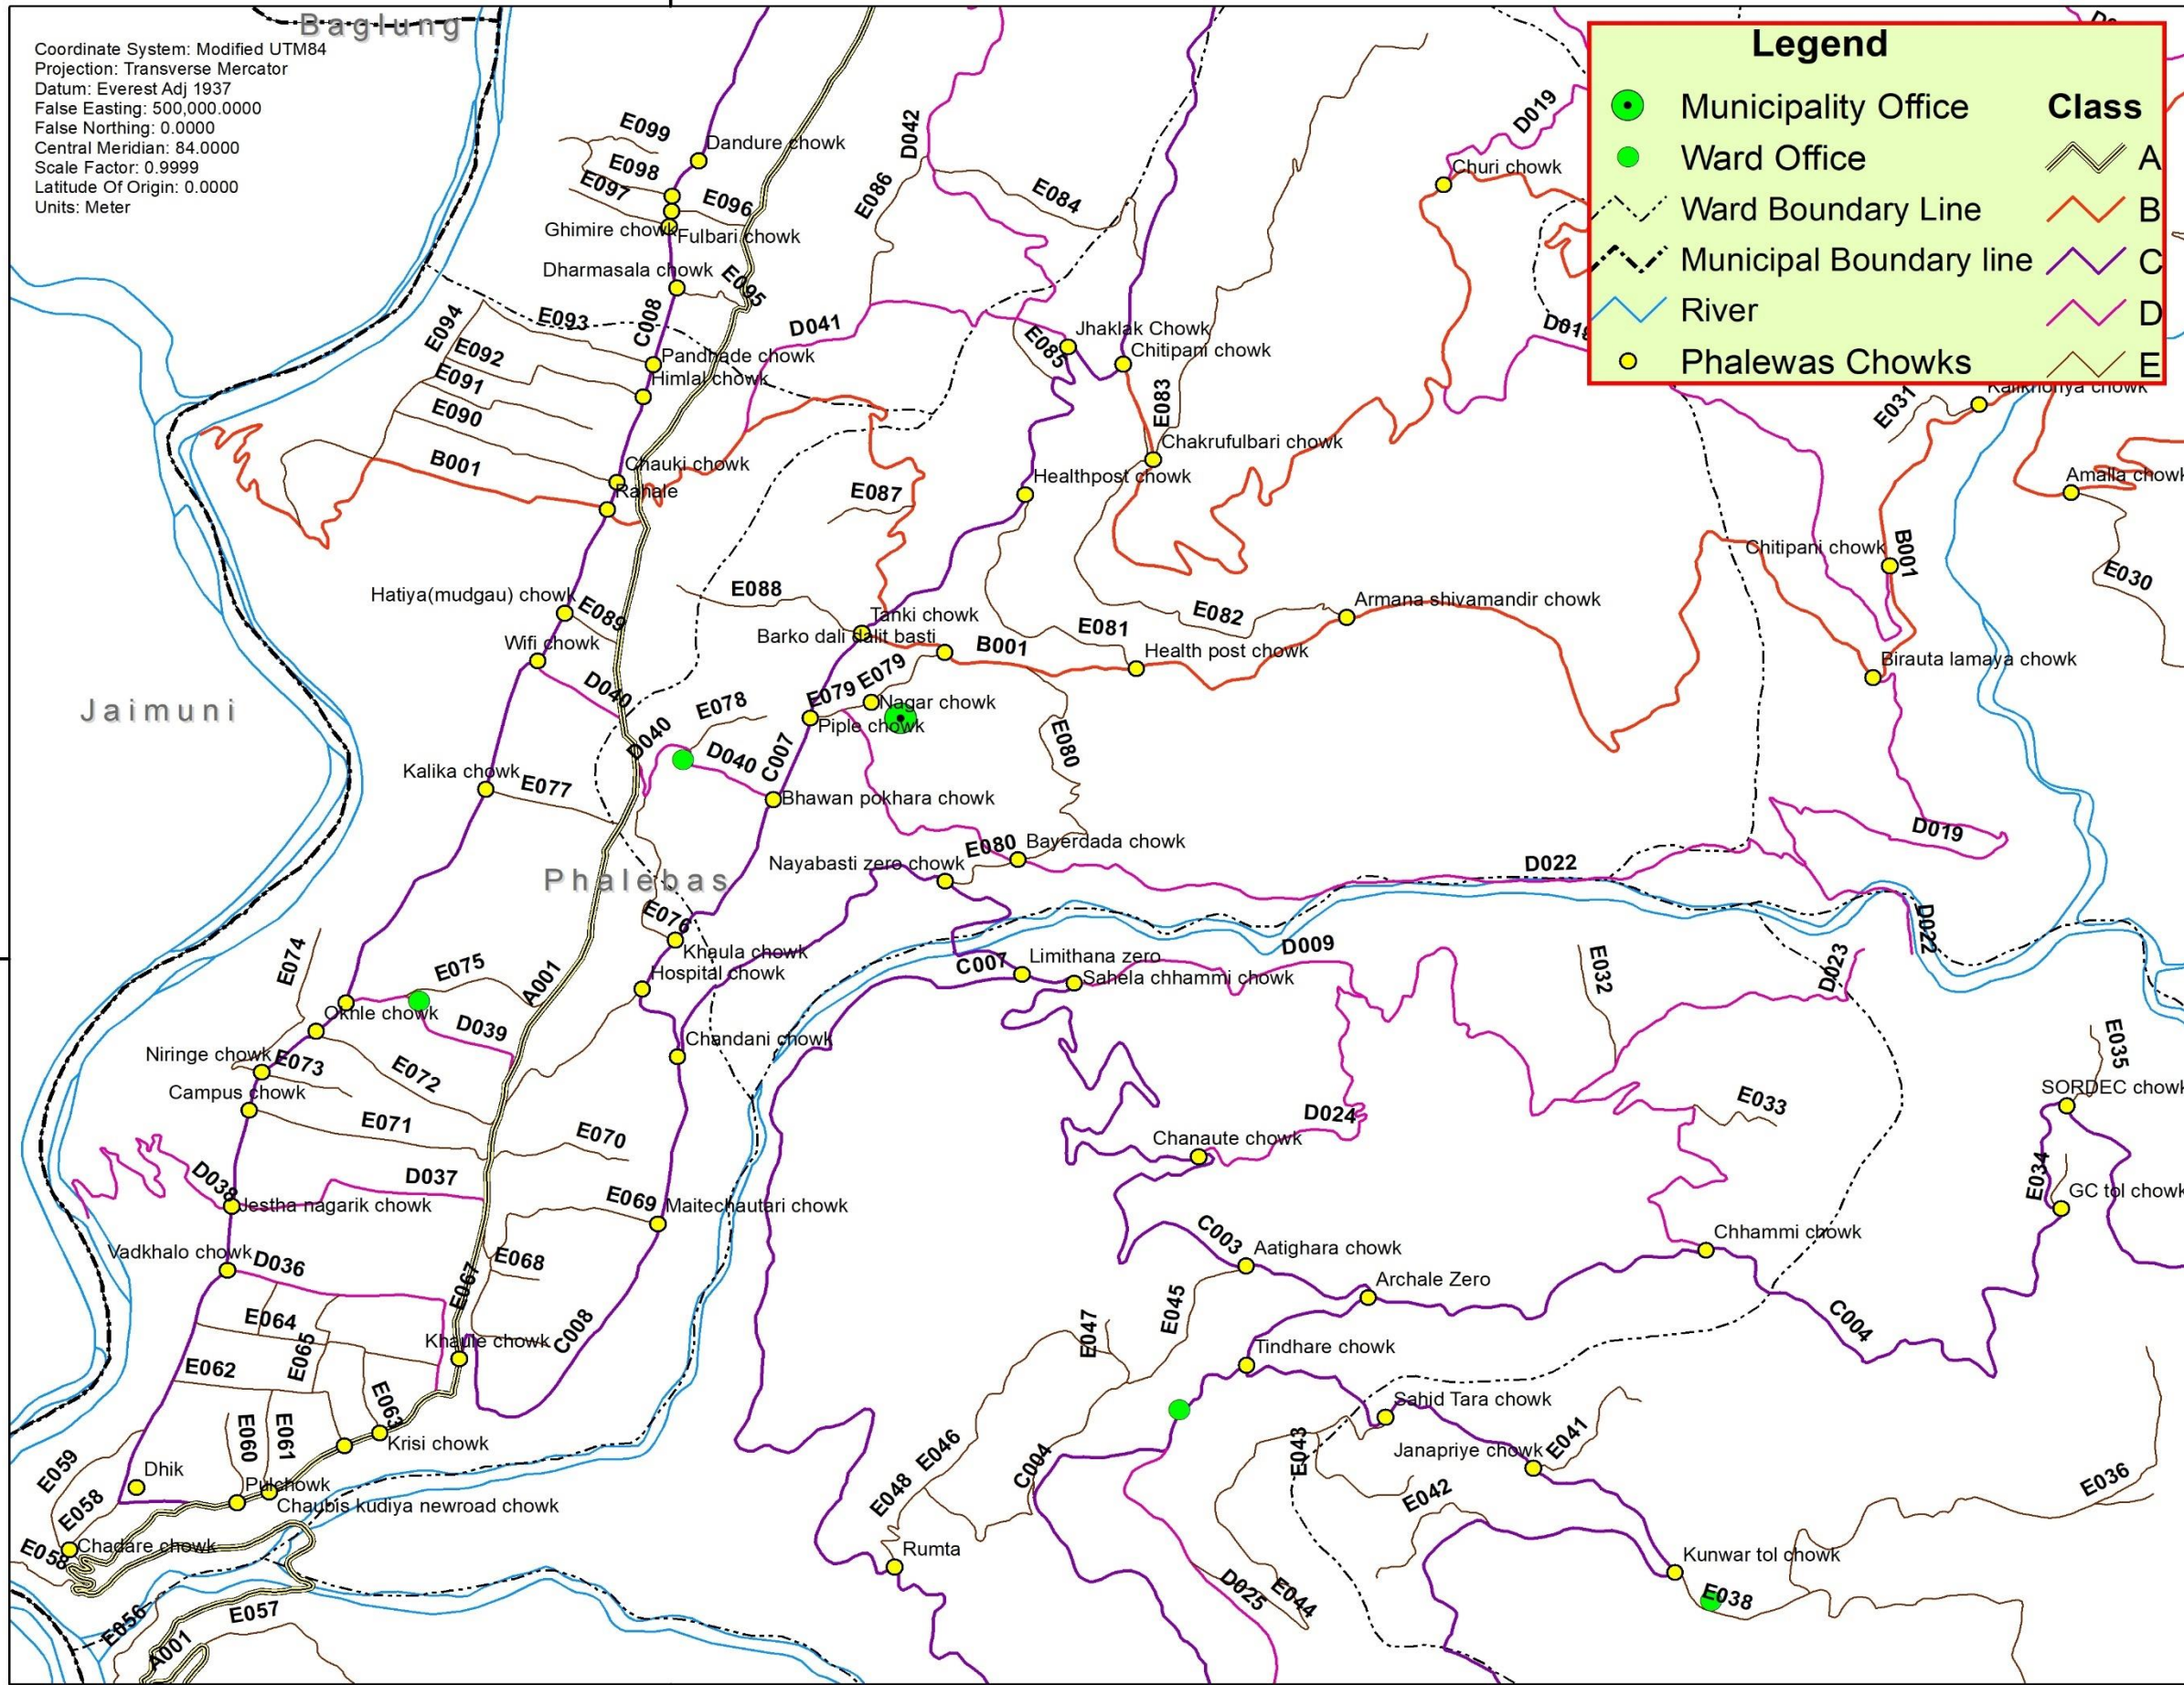 Baglung
Coordinate System: Modified UTM84
Projection: Transverse Mercator
Datum: Everest Adj 1937
False Easting: 500,000.0000
False Northing: 0.0000
Central Meridian: 84.0000
Scale Factor: 0.9999
Latitude Of Origin: 0.0000
Units: Meter
Legend
Municipality Office
Ward Office
Ward Boundary Line
Municipal Boundary line
River
Phalewas Chowks
Class
A
B
C
D
E
E099
Dandure chowk
E098
E097
E096
Ghimire chowk
Fulbari chowk
Dharmasala chowk
E095
D042
E086
E084
D019
Churi chowk
E094
E093
C008
D041
E092
E091
E090
Pandhade chowk
Himlal chowk
E085
Jhaklak Chowk
Chitipani chowk
E083
E031
Kalikhonya chowk
B001
Chauki chowk
Ranale
E087
Healthpost chowk
Chakrufulbari chowk
Amalla chowk
Chitipani chowk
B001
E030
Hatiya(mudgau) chowk
E089
Wifi chowk
E088
Tanki chowk
Barko dali dalit basti
B001
E081
E082
Armana shivamandir chowk
Health post chowk
Birauta lamaya chowk
Jaimuni
D040
D040
E078
D040
C007
E079
E079
Nagar chowk
Piple chowk
E080
Kalika chowk
E077
Bhawan pokhara chowk
D019
Phalebas
Nayabasti zero chowk
E080
Bayerdada chowk
D022
D022
E076
Khaula chowk
Hospital chowk
E074
E075
A001
C007
Limithana zero
Sahela chhammi chowk
D009
E032
D023
Okhle chowk
D039
Niringe chowk
E073
E072
Campus chowk
Chandani chowk
E071
E070
E033
E035
SORDEC chowk
D024
Chanaute chowk
D038
D037
Jestha nagarik chowk
E069
Maitechautari chowk
E034
GC tol chowk
Vadkhalo chowk
D036
E068
E067
C003
Aatighara chowk
Archale Zero
Chhammi chowk
C004
E064
E065
Khaule chowk
C008
E047
E045
Tindhare chowk
E062
E063
Sahid Tara chowk
E060
E061
Krisi chowk
E059
E058
Dhik
Pulchowk
Chaubis kudiya newroad chowk
E046
E048
C004
E043
Janapriye chowk
E041
E042
E036
E058
Chadare chowk
Rumta
Kunwar tol chowk
E038
D025
E044
E056
E057
A001